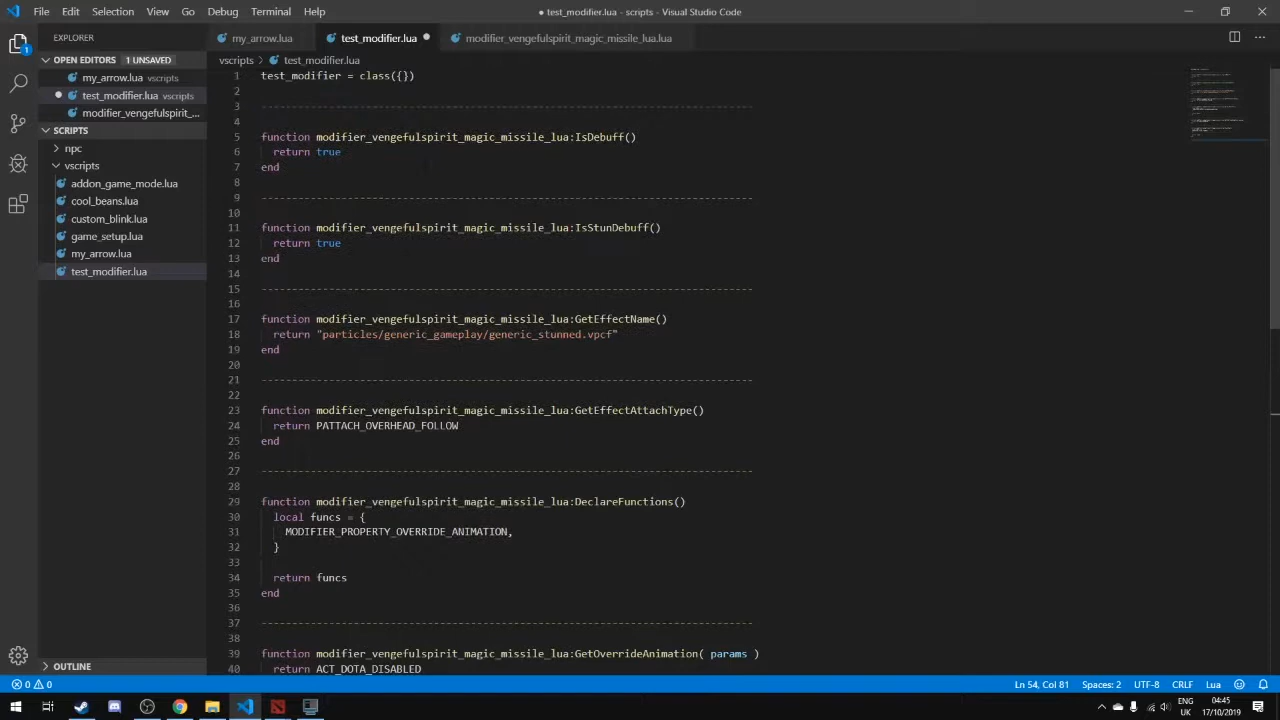 File Edit Selection View Go Debug Terminal Help
● test_modifier.lua - scripts - Visual Studio Code
EXPLORER
OPEN EDITORS 1 UNSAVED
my_arrow.lua vscripts
test_modifier.lua vscripts
modifier_vengefulspirit_...
SCRIPTS
npc
vscripts
addon_game_mode.lua
cool_beans.lua
custom_blink.lua
game_setup.lua
my_arrow.lua
test_modifier.lua
OUTLINE
my_arrow.lua test_modifier.lua modifier_vengefulspirit_magic_missile_lua.lua
vscripts > test_modifier.lua
1 test_modifier = class({})
2
3 --------------------------------------------------------------------------------
4
5 function modifier_vengefulspirit_magic_missile_lua:IsDebuff()
6 return true
7 end
8
9 --------------------------------------------------------------------------------
10
11 function modifier_vengefulspirit_magic_missile_lua:IsStunDebuff()
12 return true
13 end
14
15 --------------------------------------------------------------------------------
16
17 function modifier_vengefulspirit_magic_missile_lua:GetEffectName()
18 return "particles/generic_gameplay/generic_stunned.vpcf"
19 end
20
21 --------------------------------------------------------------------------------
22
23 function modifier_vengefulspirit_magic_missile_lua:GetEffectAttachType()
24 return PATTACH_OVERHEAD_FOLLOW
25 end
26
27 --------------------------------------------------------------------------------
28
29 function modifier_vengefulspirit_magic_missile_lua:DeclareFunctions()
30 local funcs = {
31 MODIFIER_PROPERTY_OVERRIDE_ANIMATION,
32 }
33
34 return funcs
35 end
36
37 --------------------------------------------------------------------------------
38
39 function modifier_vengefulspirit_magic_missile_lua:GetOverrideAnimation( params )
40 return ACT_DOTA_DISABLED
0 0 Ln 54, Col 81 Spaces: 2 UTF-8 CRLF Lua
ENG 04:45
UK 17/10/2019